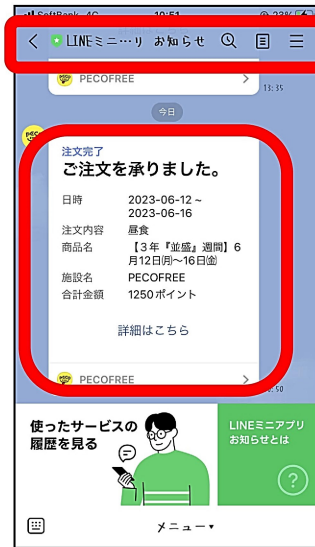 SoftBank 4G 10:51 23%
LINEミニ…リ お知らせ
PECOFREE
13:35
今日
注文完了
ご注文を承りました。
日時 2023-06-12 ~
2023-06-16
注文内容 昼食
商品名 【３年『並盛』週間】6
月12日㈪〜16日㈮
施設名 PECOFREE
合計金額 1250ポイント
詳細はこちら
PECOFREE
:50
使ったサービスの
履歴を見る
LINEミニアプリ
お知らせとは
?
メニュー▾